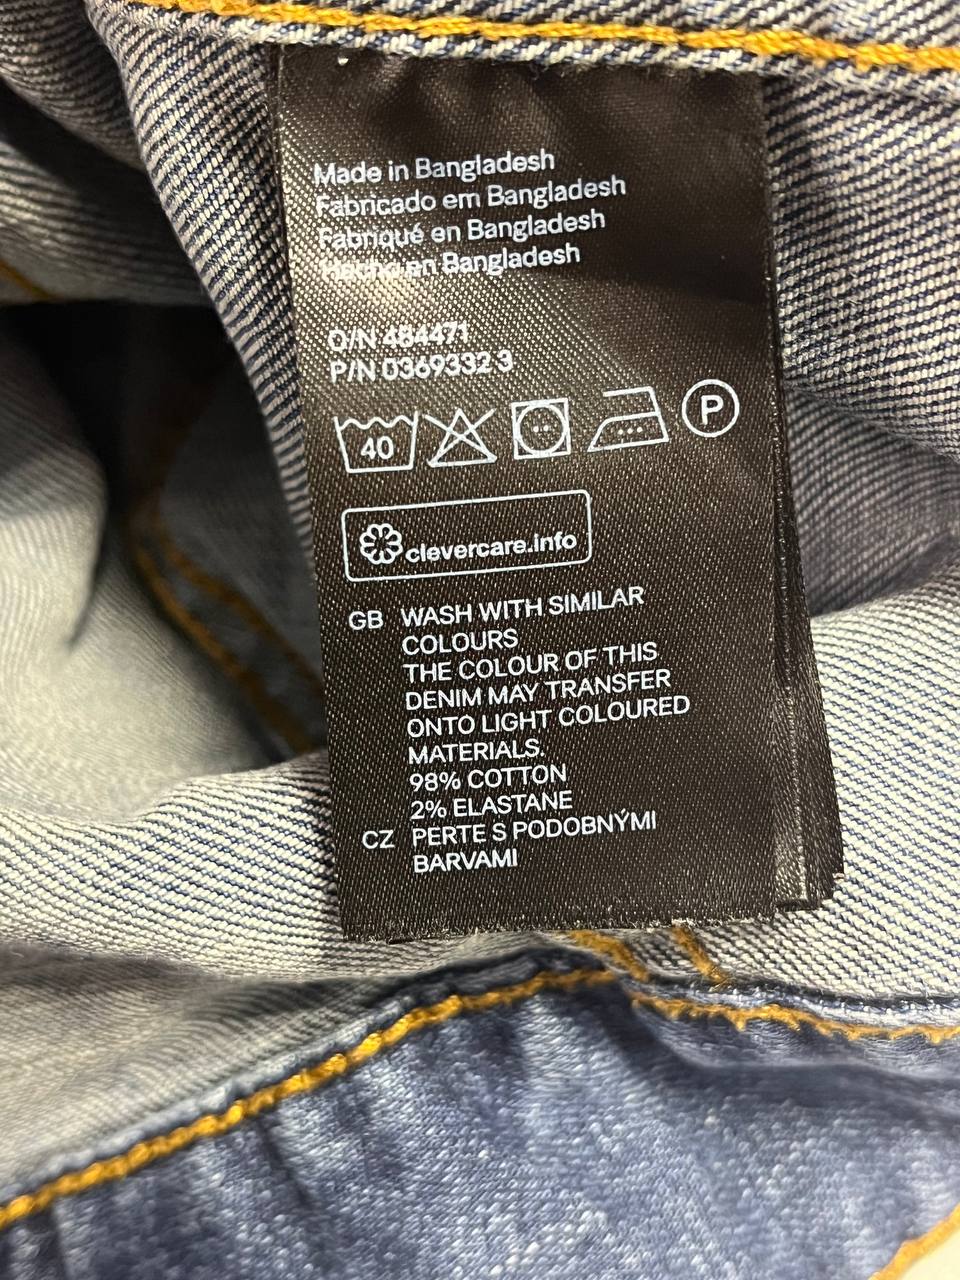 Made in Bangladesh
Fabricado em Bangladesh
Fabriqué en Bangladesh
Hecho en Bangladesh
O/N 484471
P/N 0369332 3
40 P
clevercare.info
GB WASH WITH SIMILAR
COLOURS
THE COLOUR OF THIS
DENIM MAY TRANSFER
ONTO LIGHT COLOURED
MATERIALS.
98% COTTON
2% ELASTANE
CZ PERTE S PODOBNÝMI
BARVAMI